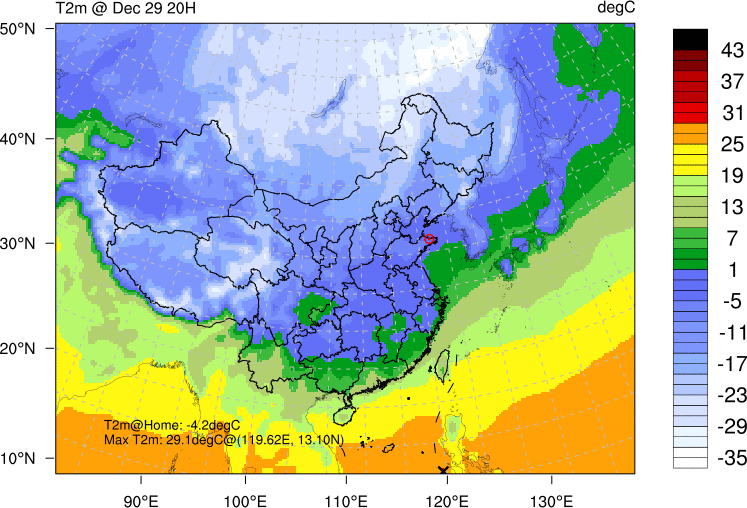 T2m @ Dec 29 20H degC
50°N
40°N
30°N
20°N
10°N
T2m@Home: -4.2degC
Max T2m: 29.1degC@(119.62E, 13.10N)
90°E 100°E 110°E 120°E 130°E
43
37
31
25
19
13
7
1
-5
-11
-17
-23
-29
-35